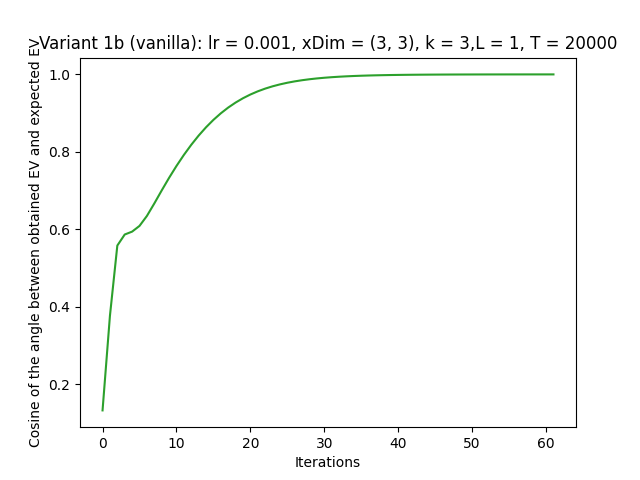 Variant 1b (vanilla): lr = 0.001, xDim = (3, 3), k = 3,L = 1, T = 20000
Cosine of the angle between obtained EV and expected EV
1.0
0.8
0.6
0.4
0.2
0 10 20 30 40 50 60
Iterations